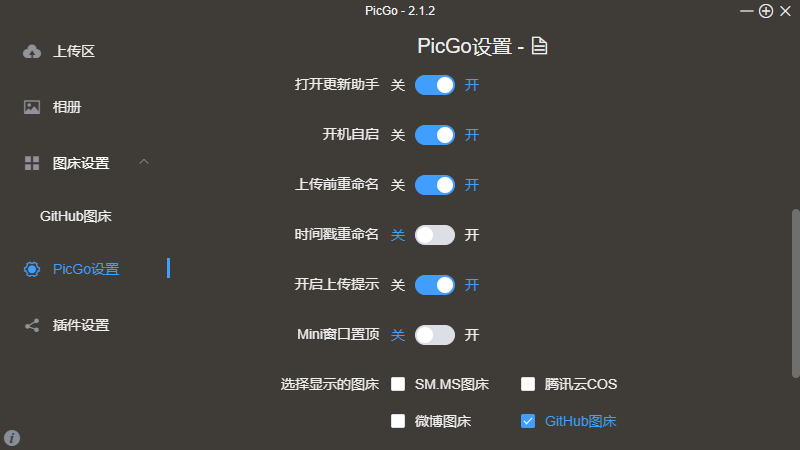 PicGo - 2.1.2
上传区
相册
图床设置
GitHub图床
PicGo设置
插件设置
PicGo设置 -
打开更新助手 关 开
开机自启 关 开
上传前重命名 关 开
时间戳重命名 关 开
开启上传提示 关 开
Mini窗口置顶 关 开
选择显示的图床 SM.MS图床 腾讯云COS
微博图床 GitHub图床